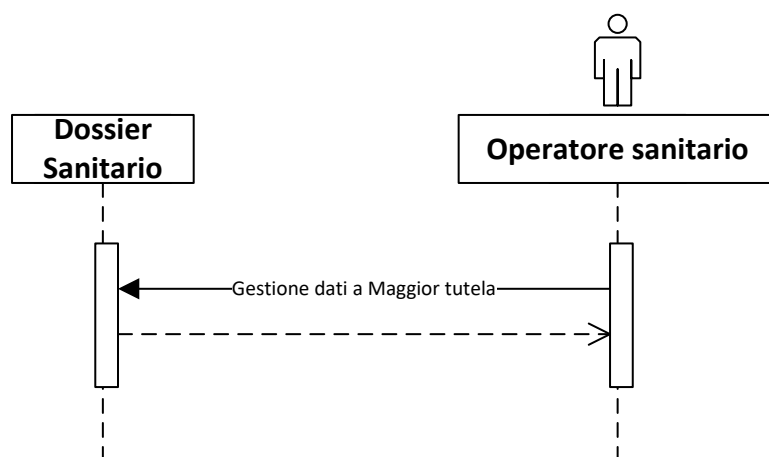 Dossier
Sanitario
Operatore sanitario
Gestione dati a Maggior tutela